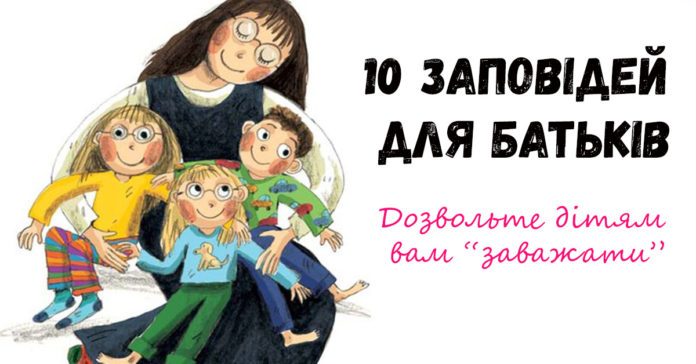 10 ЗАПОВІДЕЙ
ДЛЯ БАТЬКІВ
Дозвольте дітям
вам “заважати”